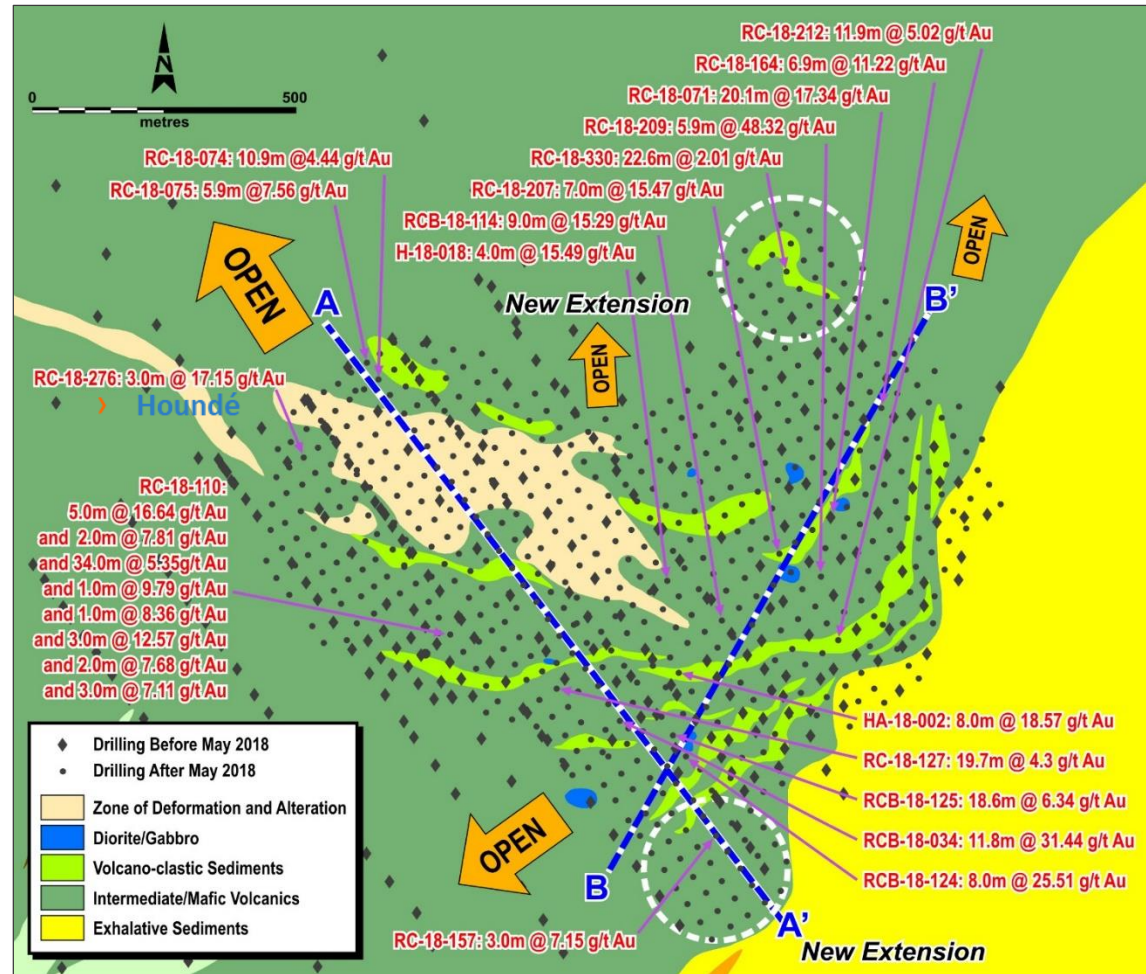 N
0 500
metres
RC-18-212: 11.9m @ 5.02 g/t Au
RC-18-164: 6.9m @ 11.22 g/t Au
RC-18-071: 20.1m @ 17.34 g/t Au
RC-18-209: 5.9m @ 48.32 g/t Au
RC-18-330: 22.6m @ 2.01 g/t Au
RC-18-207: 7.0m @ 15.47 g/t Au
RCB-18-114: 9.0m @ 15.29 g/t Au
H-18-018: 4.0m @ 15.49 g/t Au
RC-18-074: 10.9m @4.44 g/t Au
RC-18-075: 5.9m @7.56 g/t Au
OPEN
OPEN
OPEN
A
B'
New Extension
RC-18-276: 3.0m @ 17.15 g/t Au
› Houndé
RC-18-110:
5.0m @ 16.64 g/t Au
and 2.0m @ 7.81 g/t Au
and 34.0m @ 5.35g/t Au
and 1.0m @ 9.79 g/t Au
and 1.0m @ 8.36 g/t Au
and 3.0m @ 12.57 g/t Au
and 2.0m @ 7.68 g/t Au
and 3.0m @ 7.11 g/t Au
HA-18-002: 8.0m @ 18.57 g/t Au
RC-18-127: 19.7m @ 4.3 g/t Au
RCB-18-125: 18.6m @ 6.34 g/t Au
RCB-18-034: 11.8m @ 31.44 g/t Au
RCB-18-124: 8.0m @ 25.51 g/t Au
OPEN
B
A'
RC-18-157: 3.0m @ 7.15 g/t Au
New Extension
Drilling Before May 2018
Drilling After May 2018
Zone of Deformation and Alteration
Diorite/Gabbro
Volcano-clastic Sediments
Intermediate/Mafic Volcanics
Exhalative Sediments